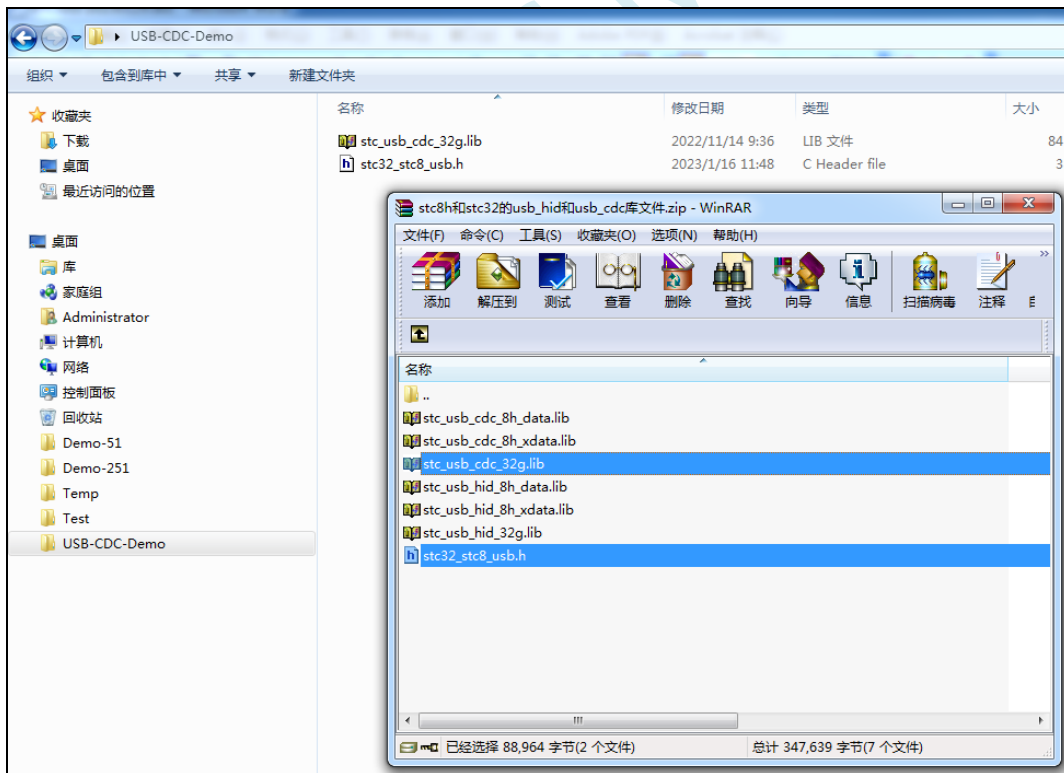 USB-CDC-Demo
组织 包含到库中 共享 新建文件夹
名称 修改日期 类型 大小
stc_usb_cdc_32g.lib 2022/11/14 9:36 LIB 文件 84
stc32_stc8_usb.h 2023/1/16 11:48 C Header file 3
收藏夹
下载
桌面
最近访问的位置
桌面
库
家庭组
Administrator
计算机
网络
控制面板
回收站
Demo-51
Demo-251
Temp
Test
USB-CDC-Demo
stc8h和stc32的usb_hid和usb_cdc库文件.zip - WinRAR
文件(F) 命令(C) 工具(S) 收藏夹(O) 选项(N) 帮助(H)
添加 解压到 测试 查看 删除 查找 向导 信息 扫描病毒 注释
名称
..
stc_usb_cdc_8h_data.lib
stc_usb_cdc_8h_xdata.lib
stc_usb_cdc_32g.lib
stc_usb_hid_8h_data.lib
stc_usb_hid_8h_xdata.lib
stc_usb_hid_32g.lib
stc32_stc8_usb.h
已经选择 88,964 字节(2 个文件) 总计 347,639 字节(7 个文件)